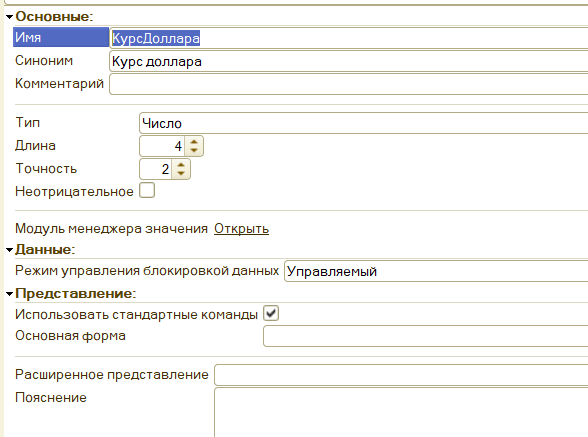 Основные:
Имя КурсДоллара
Синоним Курс доллара
Комментарий
Тип Число
Длина 4
Точность 2
Неотрицательное
Модуль менеджера значения Открыть
Данные:
Режим управления блокировкой данных Управляемый
Представление:
Использовать стандартные команды
Основная форма
Расширенное представление
Пояснение